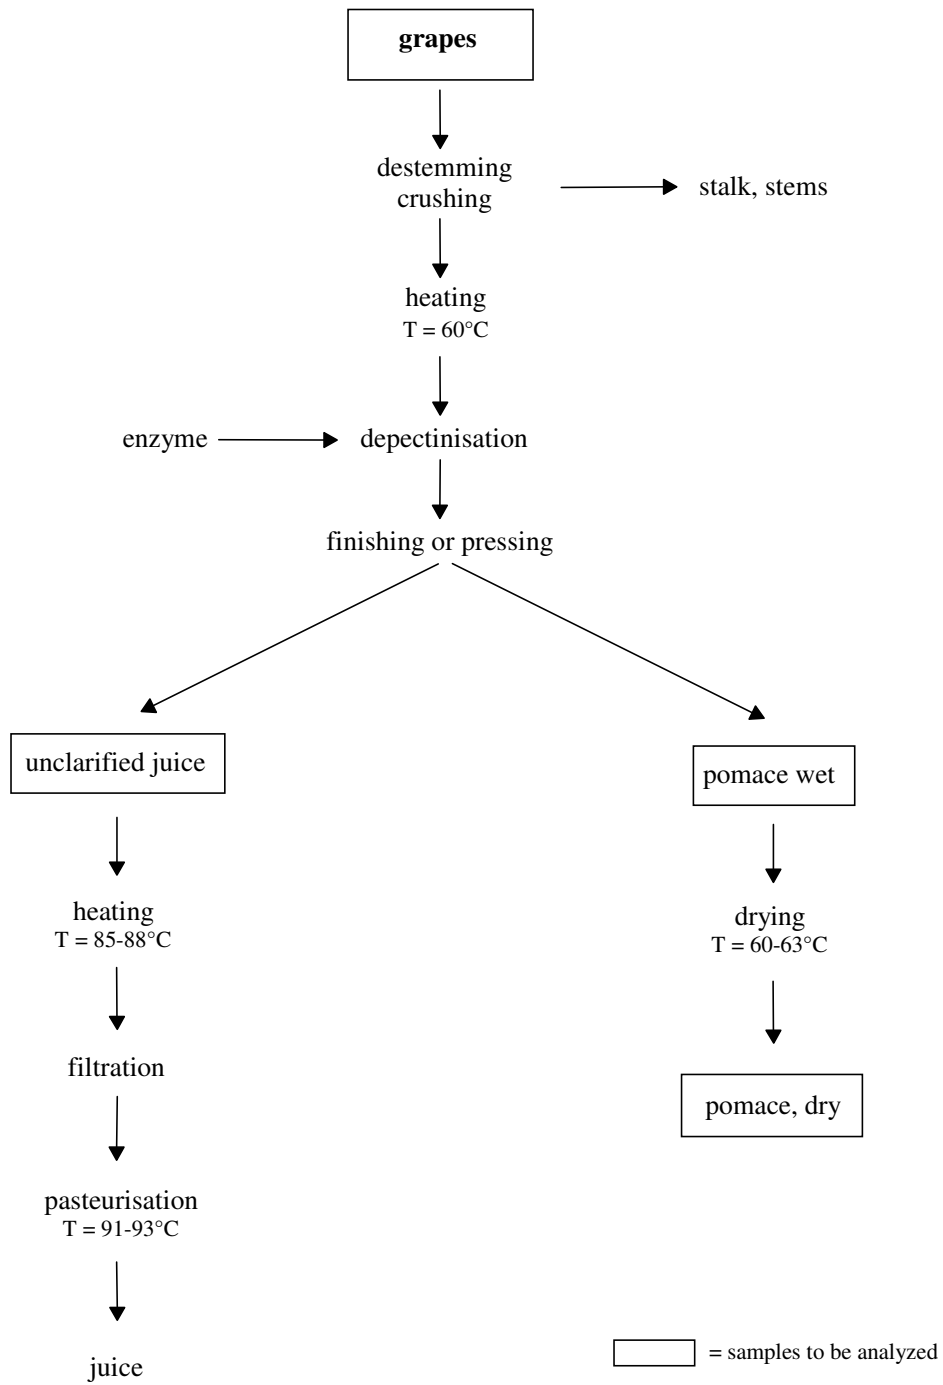 grapes
destemming
crushing
stalk, stems
heating
T = 60°C
enzyme
depectinisation
finishing or pressing
unclarified juice
pomace wet
heating
T = 85-88°C
drying
T = 60-63°C
filtration
pomace, dry
pasteurisation
T = 91-93°C
juice
= samples to be analyzed